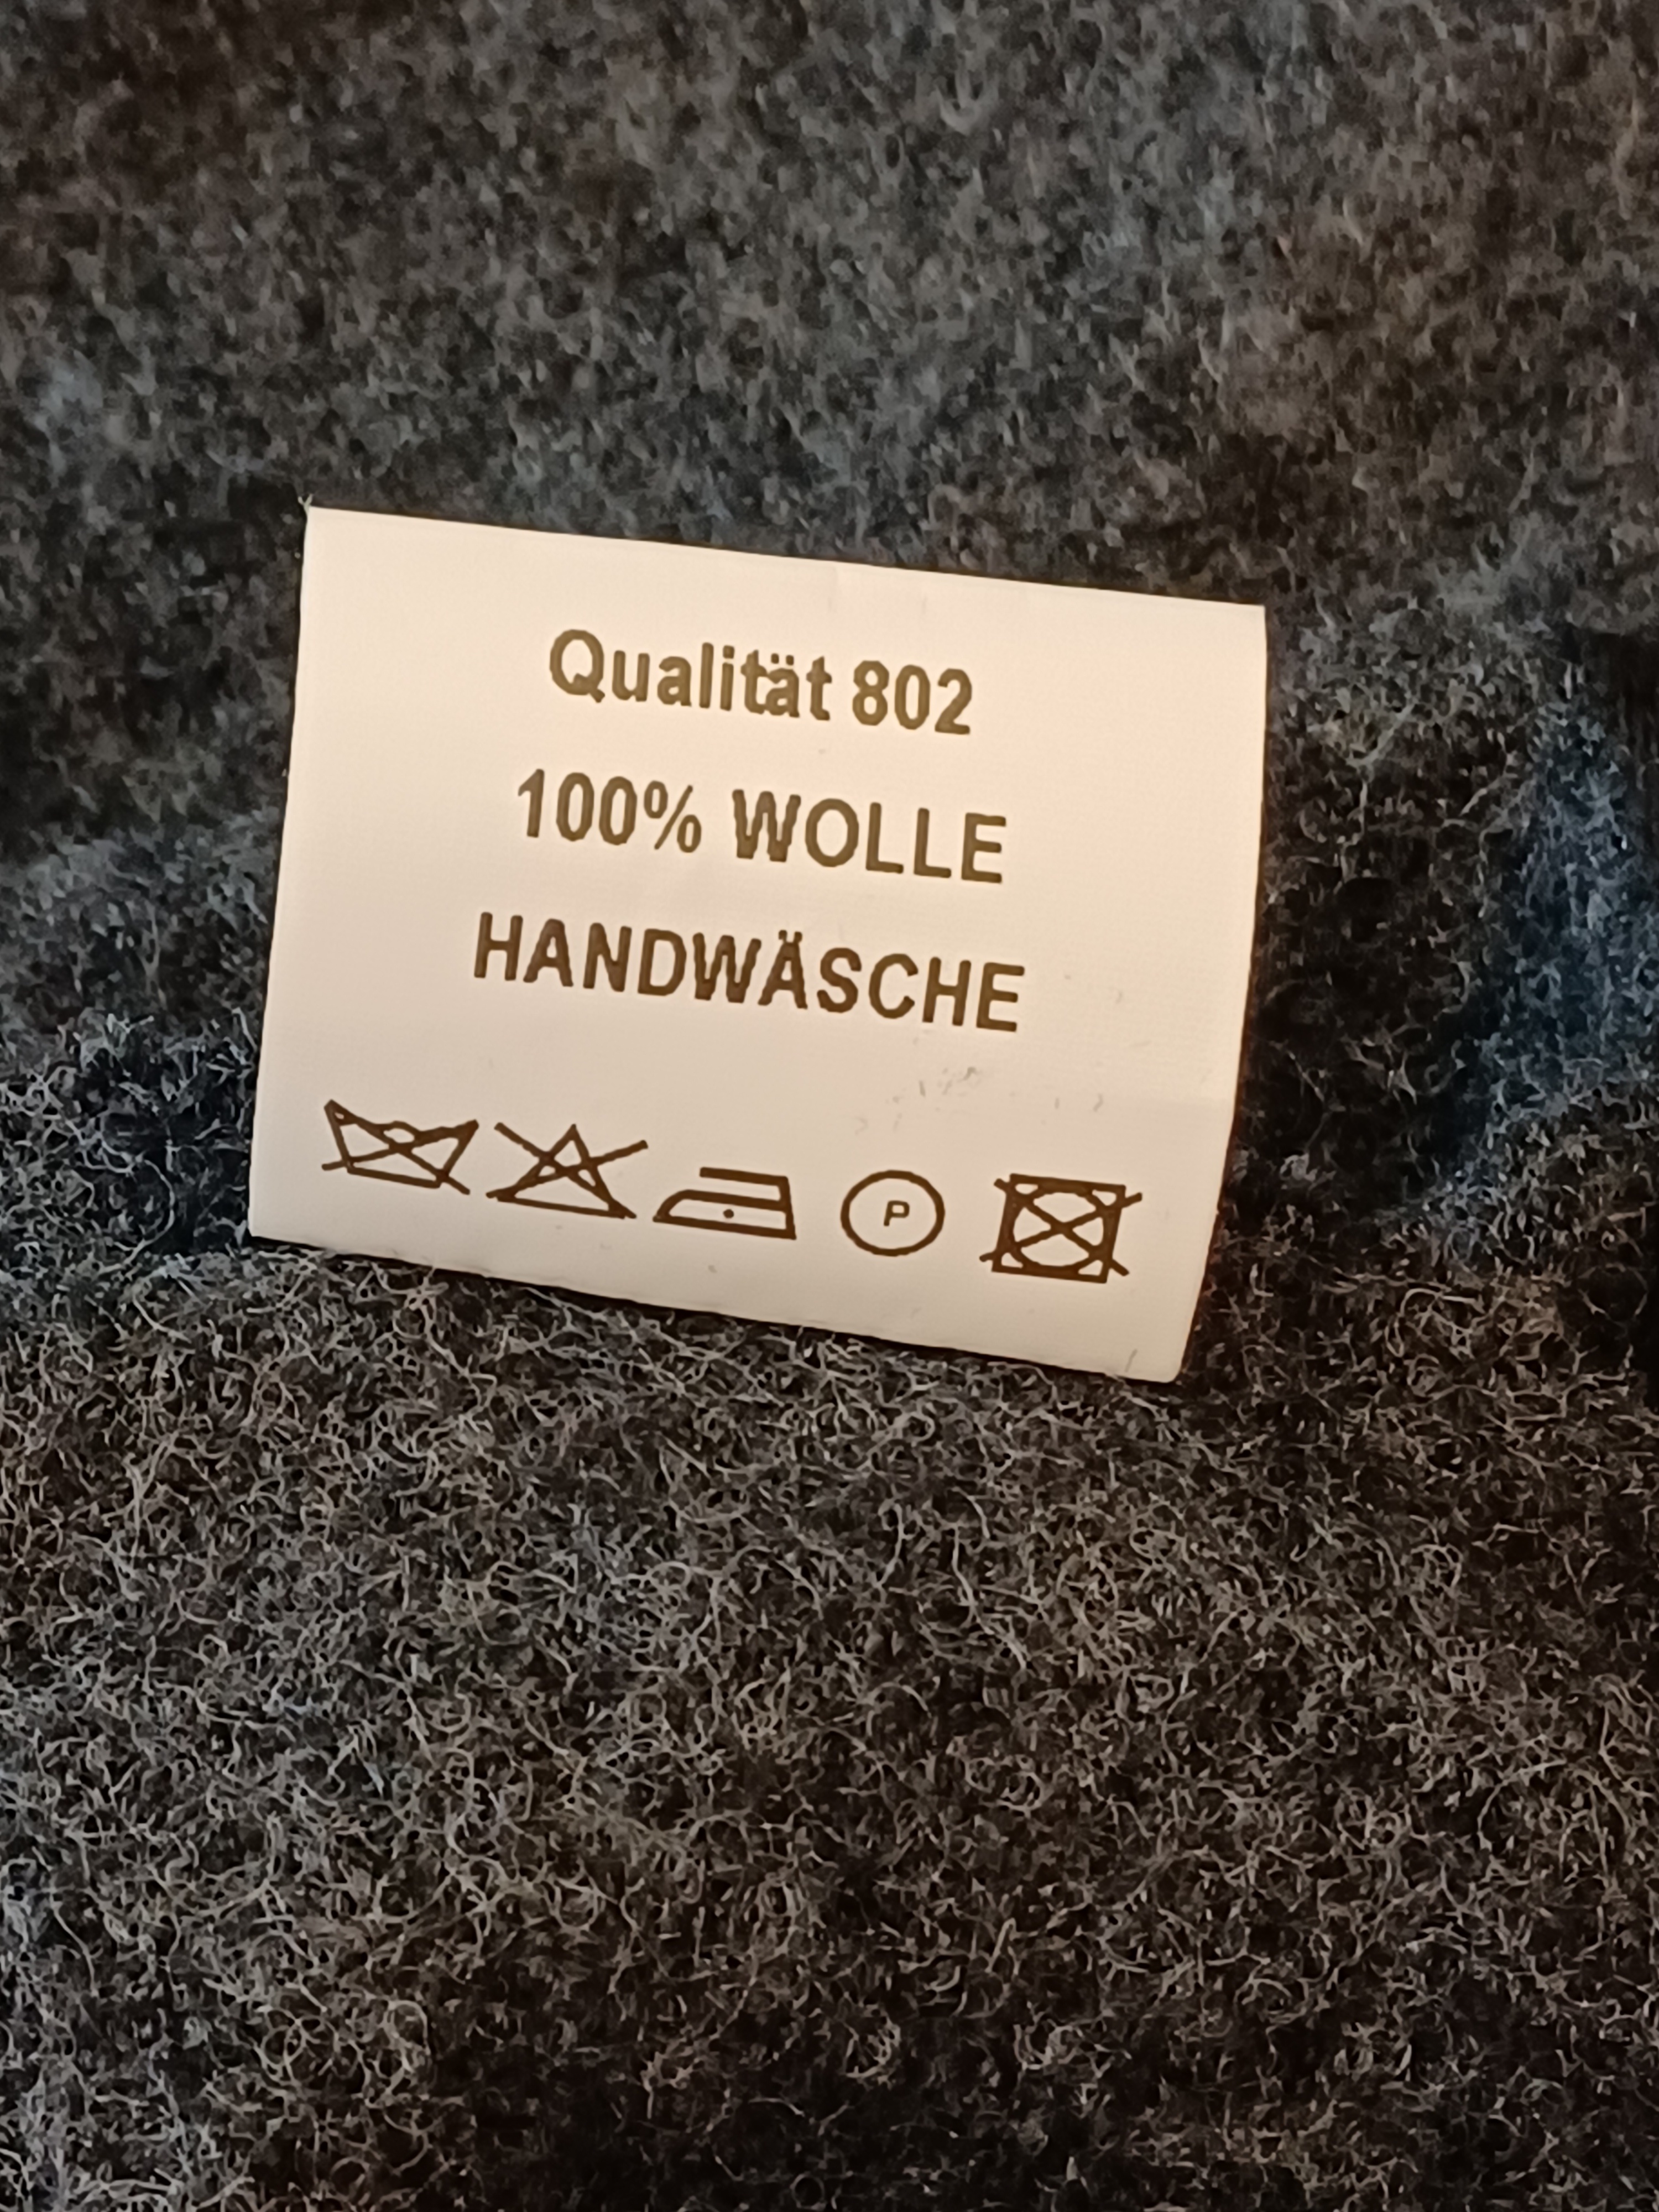 Qualität 802
100% WOLLE
HANDWÄSCHE
P